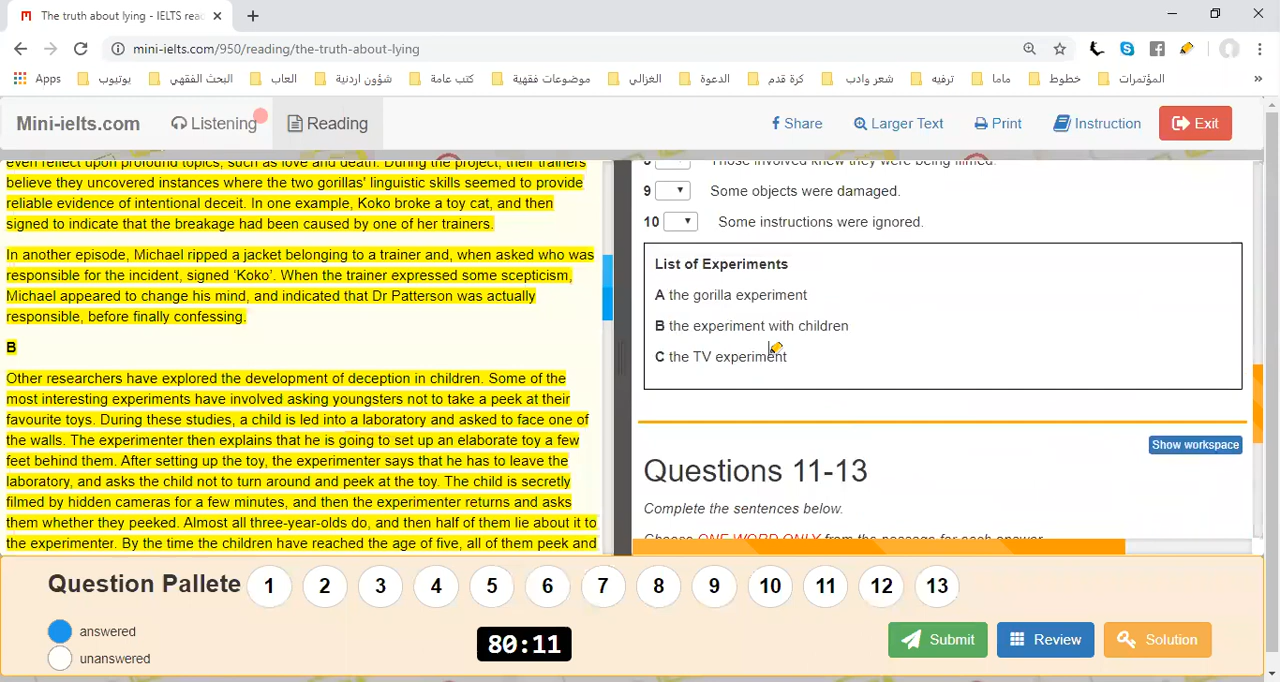 The truth about lying - IELTS rea
mini-ielts.com/950/reading/the-truth-about-lying
Apps يوتيوب البحث الفقهي العاب شؤون اردنية كتب عامة موضوعات فقهية الغزالي الدعوة كرة قدم شعر وادب ترفيه ماما خطوط المؤتمرات »
Mini-ielts.com Listening Reading Share Larger Text Print Instruction Exit
even reflect upon profound topics, such as love and death. During the project, their trainers
believe they uncovered instances where the two gorillas' linguistic skills seemed to provide
reliable evidence of intentional deceit. In one example, Koko broke a toy cat, and then
signed to indicate that the breakage had been caused by one of her trainers.
In another episode, Michael ripped a jacket belonging to a trainer and, when asked who was
responsible for the incident, signed ‘Koko’. When the trainer expressed some scepticism,
Michael appeared to change his mind, and indicated that Dr Patterson was actually
responsible, before finally confessing.
B
Other researchers have explored the development of deception in children. Some of the
most interesting experiments have involved asking youngsters not to take a peek at their
favourite toys. During these studies, a child is led into a laboratory and asked to face one of
the walls. The experimenter then explains that he is going to set up an elaborate toy a few
feet behind them. After setting up the toy, the experimenter says that he has to leave the
laboratory, and asks the child not to turn around and peek at the toy. The child is secretly
filmed by hidden cameras for a few minutes, and then the experimenter returns and asks
them whether they peeked. Almost all three-year-olds do, and then half of them lie about it to
the experimenter. By the time the children have reached the age of five, all of them peek and
Those involved knew they were being filmed.
9 Some objects were damaged.
10 Some instructions were ignored.
List of Experiments
A the gorilla experiment
B the experiment with children
C the TV experiment
Show workspace
Questions 11-13
Complete the sentences below.
Choose ONE WORD ONLY from the passage for each answer.
Question Pallete 1 2 3 4 5 6 7 8 9 10 11 12 13
answered
unanswered
80:11
Submit Review Solution